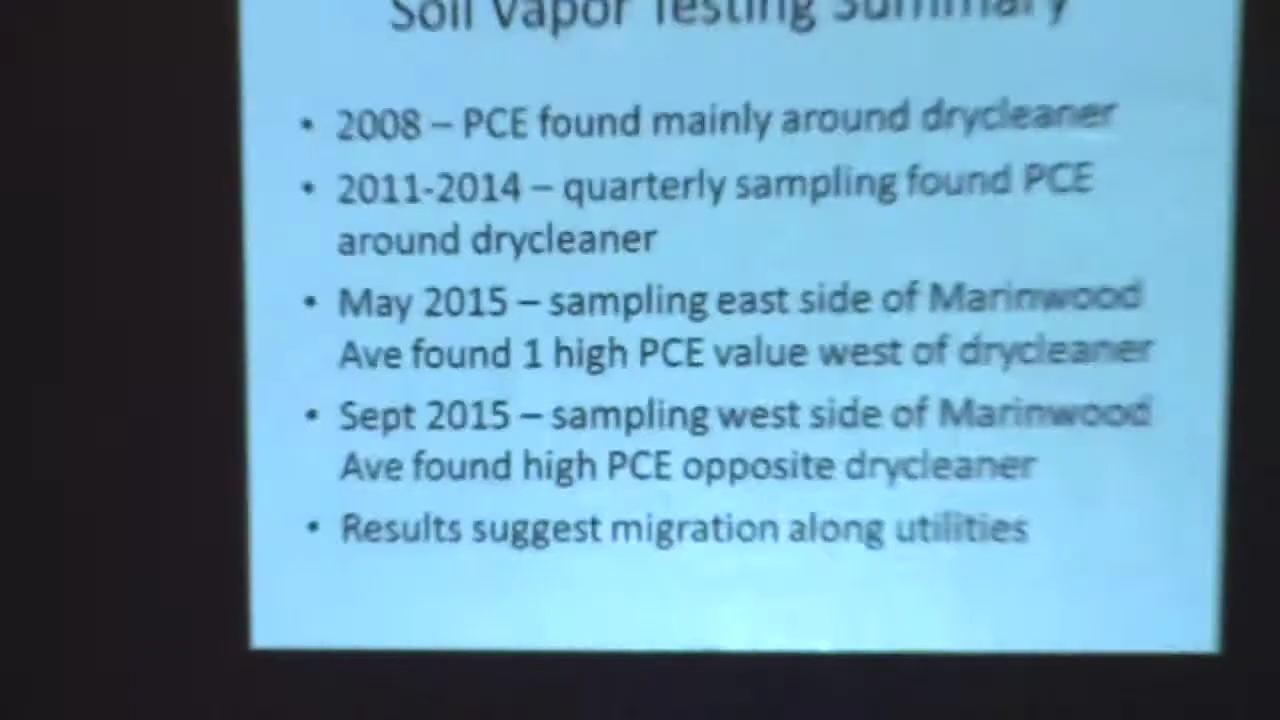 Soil Vapor Testing Summary
• 2008 – PCE found mainly around drycleaner
• 2011-2014 – quarterly sampling found PCE
around drycleaner
• May 2015 – sampling east side of Marinwood
Ave found 1 high PCE value west of drycleaner
• Sept 2015 – sampling west side of Marinwood
Ave found high PCE opposite drycleaner
• Results suggest migration along utilities